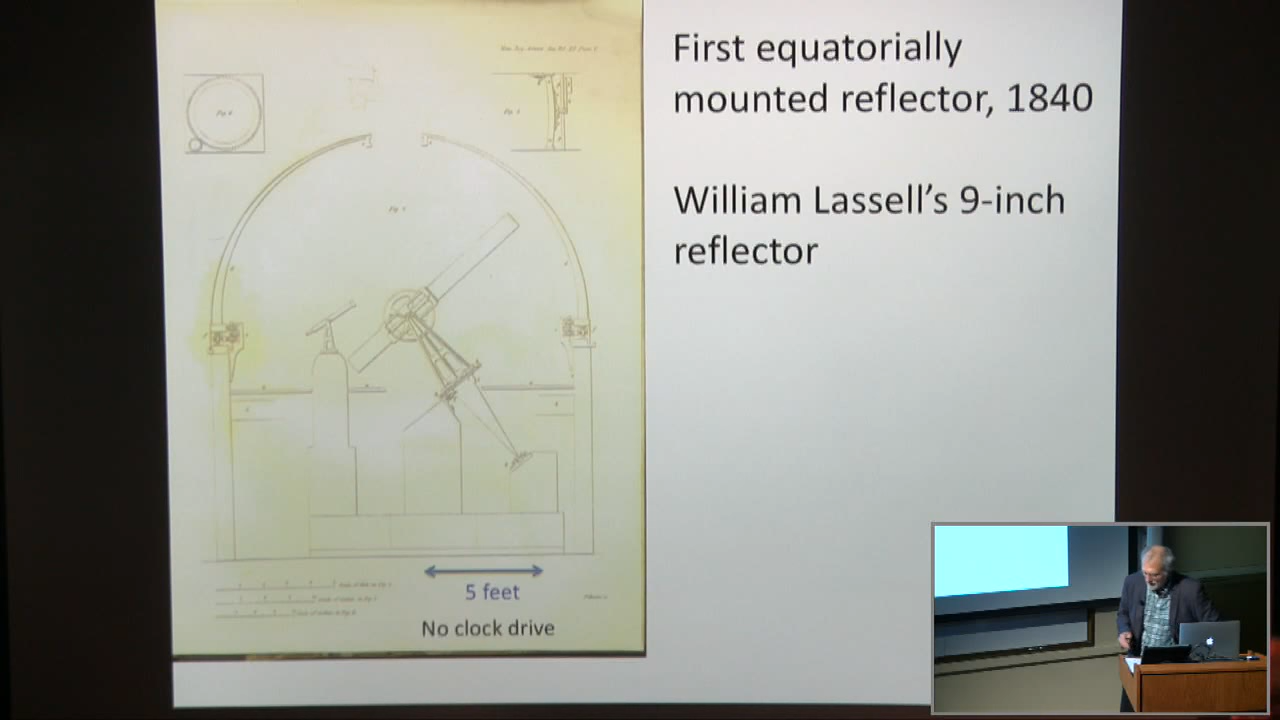 First equatorially
mounted reflector, 1840
William Lassell’s 9-inch
reflector
5 feet
No clock drive